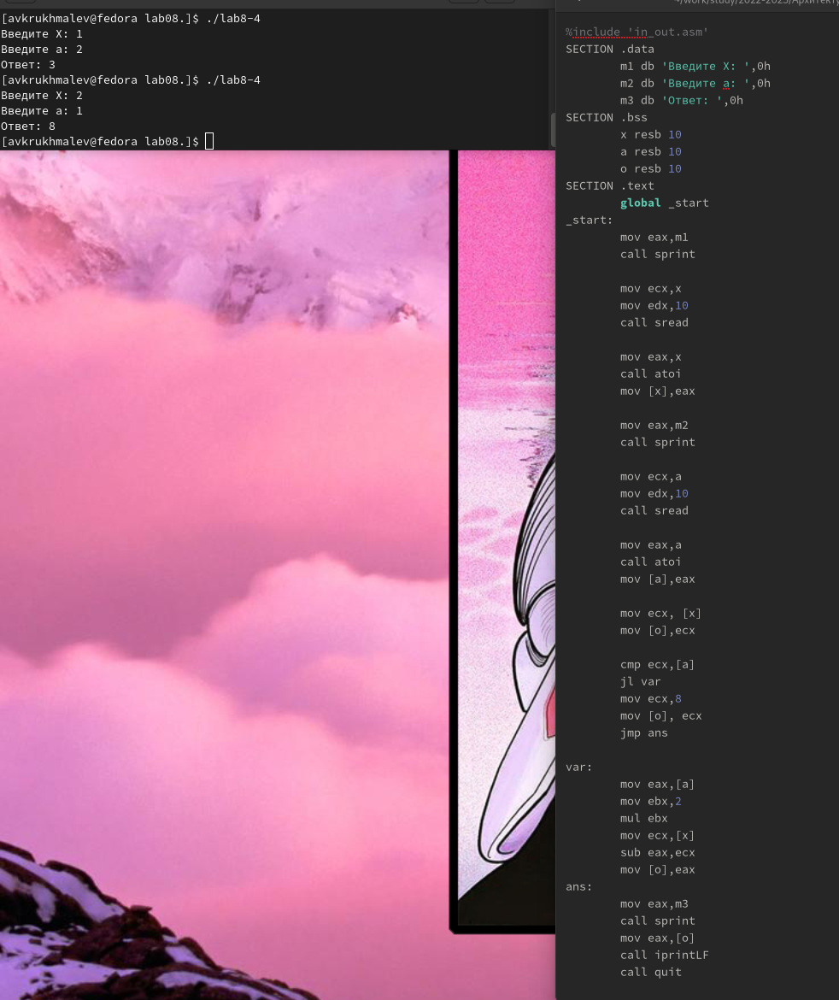 [avkrukhmalev@fedora lab08.]$ ./lab8-4
Введите X: 1
Введите a: 2
Ответ: 3
[avkrukhmalev@fedora lab08.]$ ./lab8-4
Введите X: 2
Введите a: 1
Ответ: 8
[avkrukhmalev@fedora lab08.]$
%include 'in_out.asm'
SECTION .data
m1 db 'Введите X: ',0h
m2 db 'Введите a: ',0h
m3 db 'Ответ: ',0h
SECTION .bss
x resb 10
a resb 10
o resb 10
SECTION .text
global _start
_start:
mov eax,m1
call sprint
mov ecx,x
mov edx,10
call sread
mov eax,x
call atoi
mov [x],eax
mov eax,m2
call sprint
mov ecx,a
mov edx,10
call sread
mov eax,a
call atoi
mov [a],eax
mov ecx, [x]
mov [o],ecx
cmp ecx,[a]
jl var
mov ecx,8
mov [o], ecx
jmp ans
var:
mov eax,[a]
mov ebx,2
mul ebx
mov ecx,[x]
sub eax,ecx
mov [o],eax
ans:
mov eax,m3
call sprint
mov eax,[o]
call iprintLF
call quit